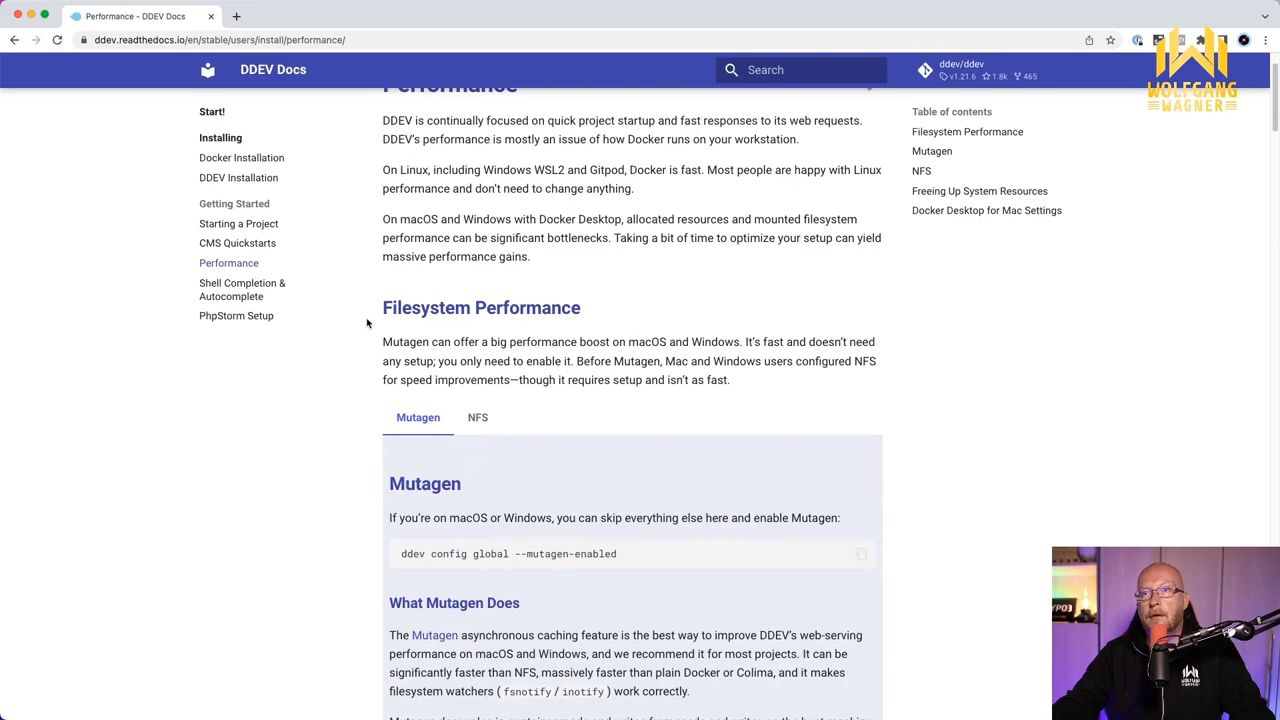 Performance - DDEV Docs
ddev.readthedocs.io/en/stable/users/install/performance/
DDEV Docs
Search
ddev/ddev
v1.21.6 1.8k 465
WOLFGANG
WAGNER
Start!
Installing
Docker Installation
DDEV Installation
Getting Started
Starting a Project
CMS Quickstarts
Performance
Shell Completion &
Autocomplete
PhpStorm Setup
Performance
DDEV is continually focused on quick project startup and fast responses to its web requests.
DDEV's performance is mostly an issue of how Docker runs on your workstation.
On Linux, including Windows WSL2 and Gitpod, Docker is fast. Most people are happy with Linux
performance and don't need to change anything.
On macOS and Windows with Docker Desktop, allocated resources and mounted filesystem
performance can be significant bottlenecks. Taking a bit of time to optimize your setup can yield
massive performance gains.
Filesystem Performance
Mutagen can offer a big performance boost on macOS and Windows. It's fast and doesn't need
any setup; you only need to enable it. Before Mutagen, Mac and Windows users configured NFS
for speed improvements—though it requires setup and isn't as fast.
Mutagen NFS
Mutagen
If you're on macOS or Windows, you can skip everything else here and enable Mutagen:
ddev config global --mutagen-enabled
What Mutagen Does
The Mutagen asynchronous caching feature is the best way to improve DDEV's web-serving
performance on macOS and Windows, and we recommend it for most projects. It can be
significantly faster than NFS, massively faster than plain Docker or Colima, and it makes
filesystem watchers ( fsnotify / inotify ) work correctly.
Table of contents
Filesystem Performance
Mutagen
NFS
Freeing Up System Resources
Docker Desktop for Mac Settings